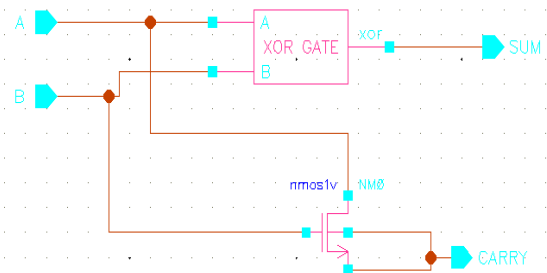 A
A
XOR GATE
xor
SUM
B
B
nmos1v
NM0
CARRY